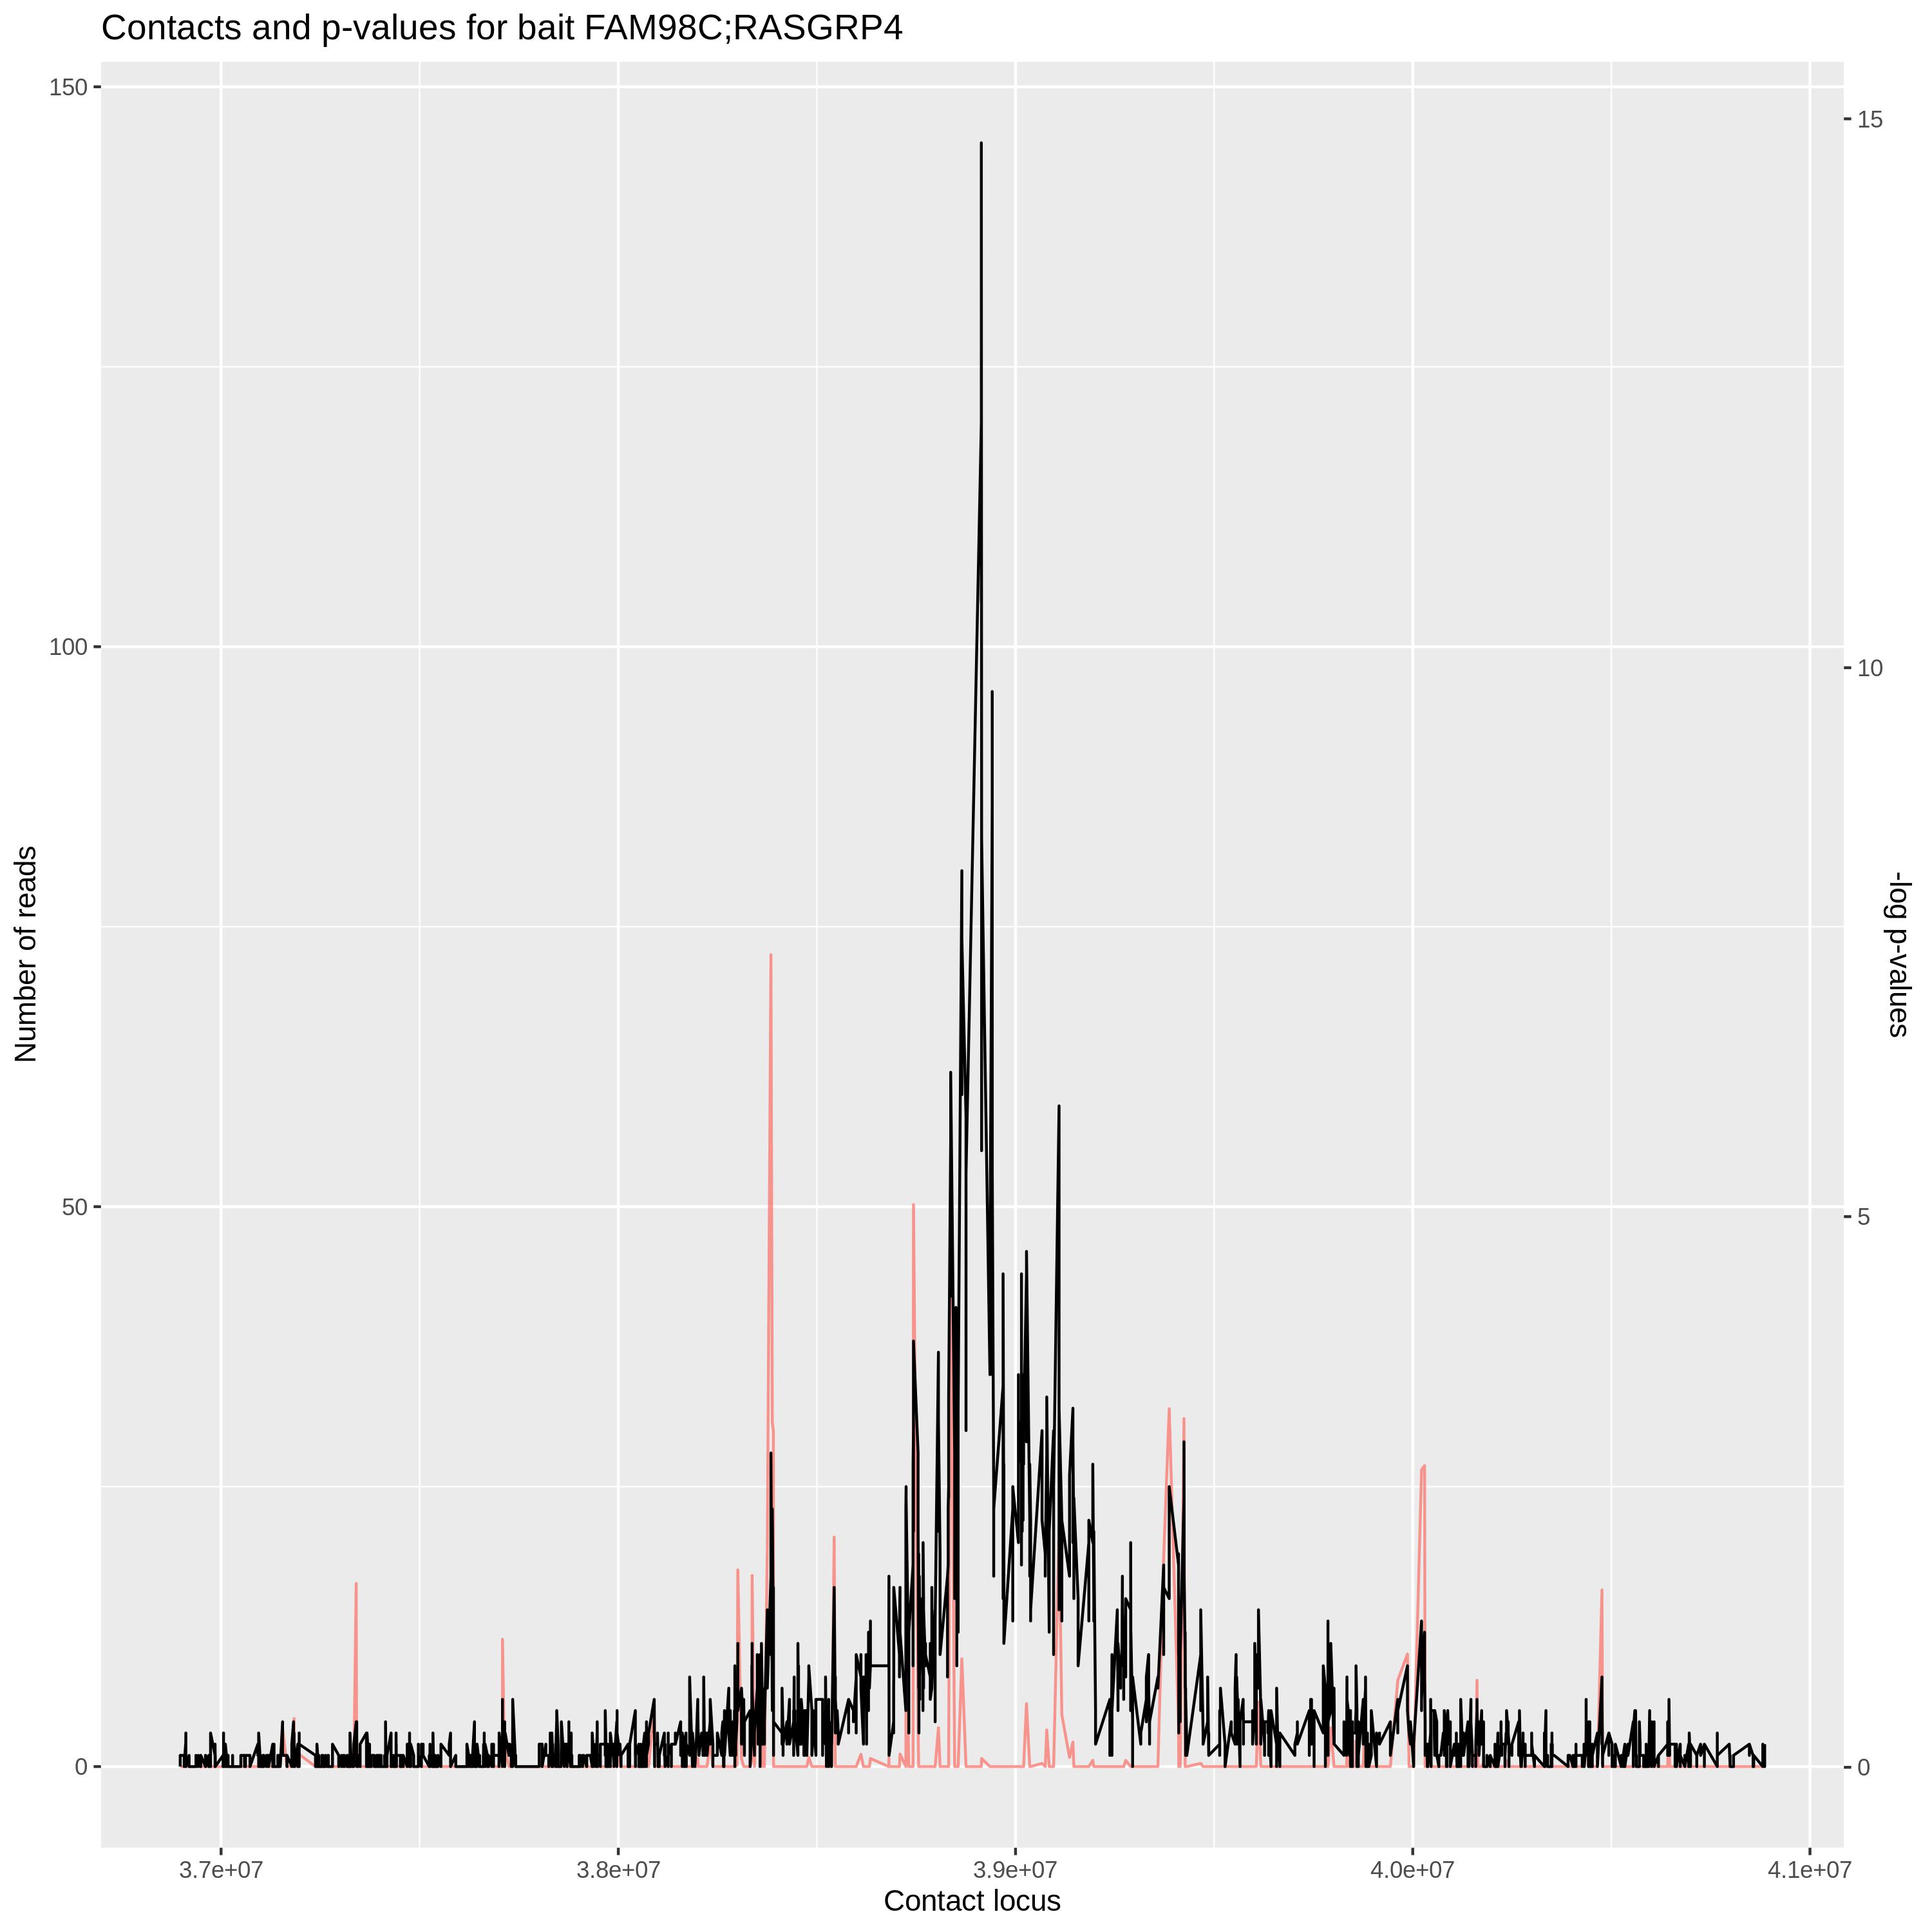 Contacts and p-values for bait FAM98C;RASGRP4
150
100
50
0
Number of reads
15
10
5
0
-log p-values
3.7e+07
3.8e+07
3.9e+07
4.0e+07
4.1e+07
Contact locus